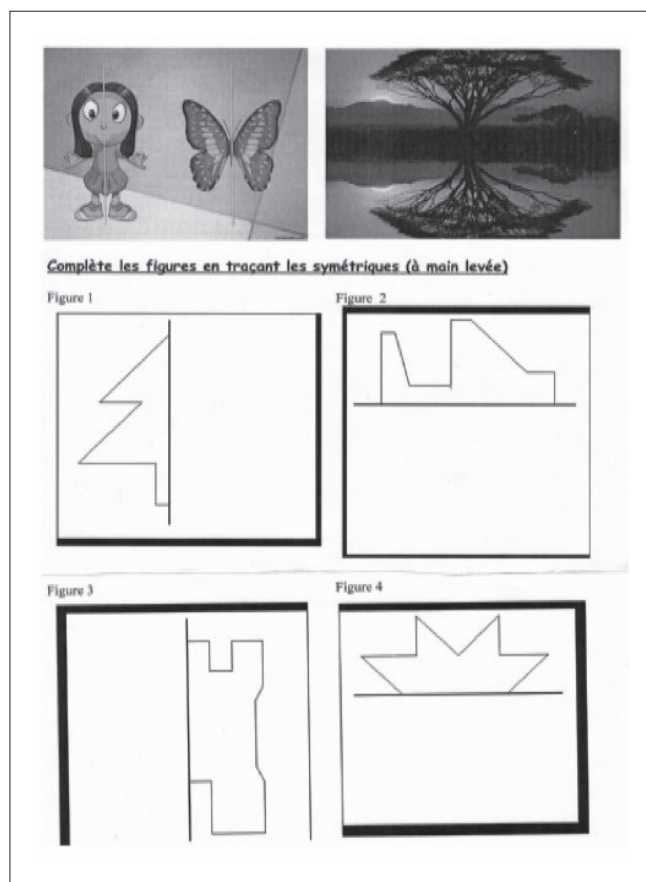 Complète les figures en traçant les symétriques (à main levée)
Figure 1
Figure 2
Figure 3
Figure 4